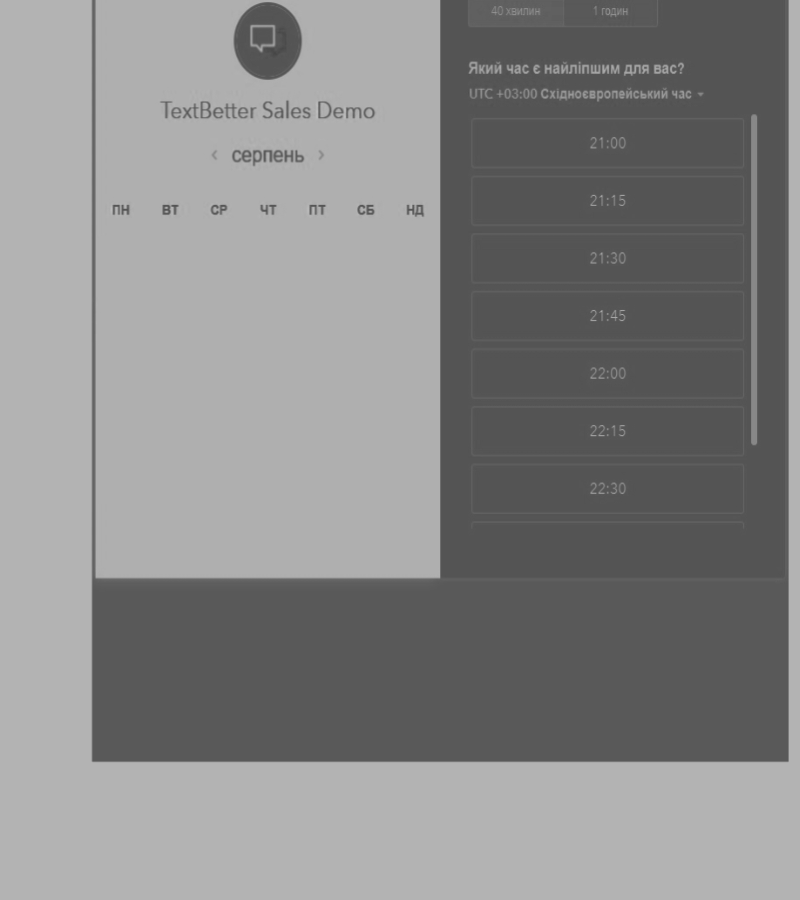 TextBetter Sales Demo
‹ серпень ›
ПН ВТ СР ЧТ ПТ СБ НД
40 хвилин 1 годин
Який час є найліпшим для вас?
UTC +03:00 Східноєвропейський час
21:00
21:15
21:30
21:45
22:00
22:15
22:30